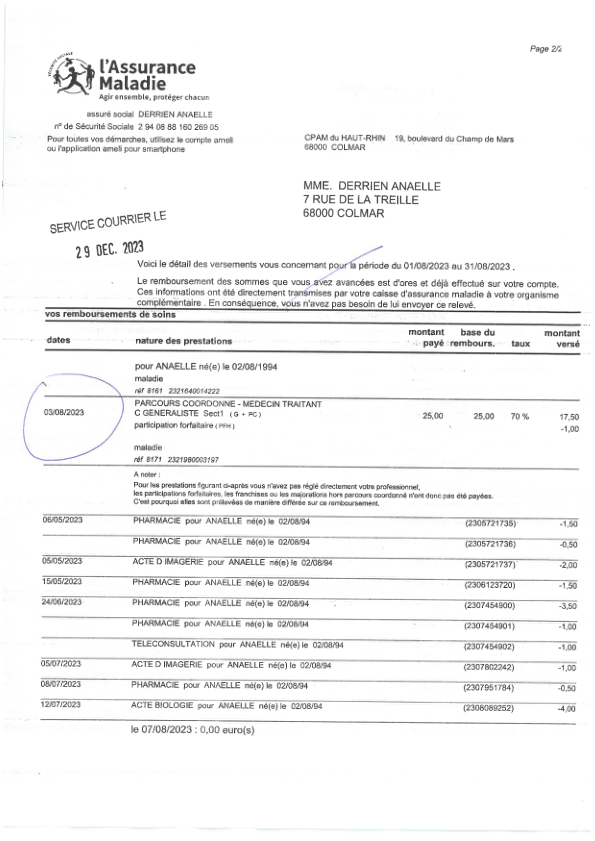 Page 2/2
SÉCURITÉ SOCIALE
l'Assurance
Maladie
Agir ensemble, protéger chacun
assuré social DERRIEN ANAELLE
n° de Sécurité Sociale 2 94 08 88 160 269 05
Pour toutes vos démarches, utilisez le compte ameli
ou l'application ameli pour smartphone
CPAM du HAUT-RHIN 19, boulevard du Champ de Mars
68000 COLMAR
MME. DERRIEN ANAELLE
7 RUE DE LA TREILLE
68000 COLMAR
SERVICE COURRIER LE
29 DEC. 2023
Voici le détail des versements vous concernant pour la période du 01/08/2023 au 31/08/2023 .
Le remboursement des sommes que vous avez avancées est d'ores et déjà effectué sur votre compte.
Ces informations ont été directement transmises par votre caisse d'assurance maladie à votre organisme
complémentaire . En conséquence, vous n'avez pas besoin de lui envoyer ce relevé.
vos remboursements de soins
dates nature des prestations montant payé base du rembours. taux montant versé
pour ANAELLE né(e) le 02/08/1994
maladie
réf 8161 2321640014222
03/08/2023 PARCOURS COORDONNE - MEDECIN TRAITANT
C GENERALISTE Sect1 ( G + PC ) 25,00 25,00 70 % 17,50
participation forfaitaire ( PFH ) -1,00
maladie
réf 8171 2321980003197
A noter :
Pour les prestations figurant ci-après vous n'avez pas réglé directement votre professionnel,
les participations forfaitaires, les franchises ou les majorations hors parcours coordonné n'ont donc pas été payées.
C'est pourquoi elles sont prélevées de manière différée sur ce remboursement.
06/05/2023 PHARMACIE pour ANAELLE né(e) le 02/08/94 (2305721735) -1,50
PHARMACIE pour ANAELLE né(e) le 02/08/94 (2305721736) -0,50
05/05/2023 ACTE D IMAGERIE pour ANAELLE né(e) le 02/08/94 (2305721737) -2,00
15/05/2023 PHARMACIE pour ANAELLE né(e) le 02/08/94 (2306123720) -1,50
24/06/2023 PHARMACIE pour ANAELLE né(e) le 02/08/94 (2307454900) -3,50
PHARMACIE pour ANAELLE né(e) le 02/08/94 (2307454901) -1,00
TELECONSULTATION pour ANAELLE né(e) le 02/08/94 (2307454902) -1,00
05/07/2023 ACTE D IMAGERIE pour ANAELLE né(e) le 02/08/94 (2307802242) -1,00
08/07/2023 PHARMACIE pour ANAELLE né(e) le 02/08/94 (2307951784) -0,50
12/07/2023 ACTE BIOLOGIE pour ANAELLE né(e) le 02/08/94 (2308089252) -4,00
le 07/08/2023 : 0,00 euro(s)